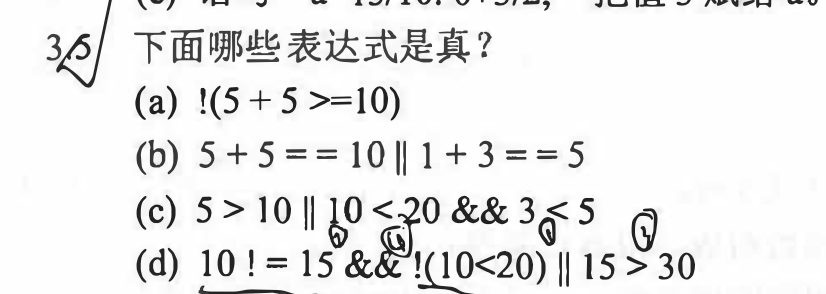 3.5 下面哪些表达式是真?
(a) !(5 + 5 >=10)
(b) 5 + 5 = = 10 || 1 + 3 = = 5
(c) 5 > 10 || 10 < 20 && 3 < 5
(d) 10 ! = 15 && !(10<20) || 15 > 30